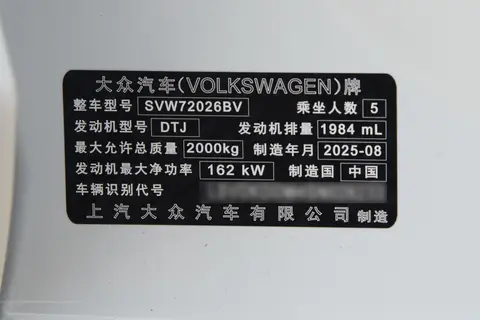 大众汽车(VOLKSWAGEN)牌
整车型号 SVW72026BV 乘坐人数 5
发动机型号 DTJ 发动机排量 1984 mL
最大允许总质量 2000kg 制造年月 2025-08
发动机最大净功率 162 kW 制造国 中国
车辆识别代号
上汽大众汽车有限公司 制造